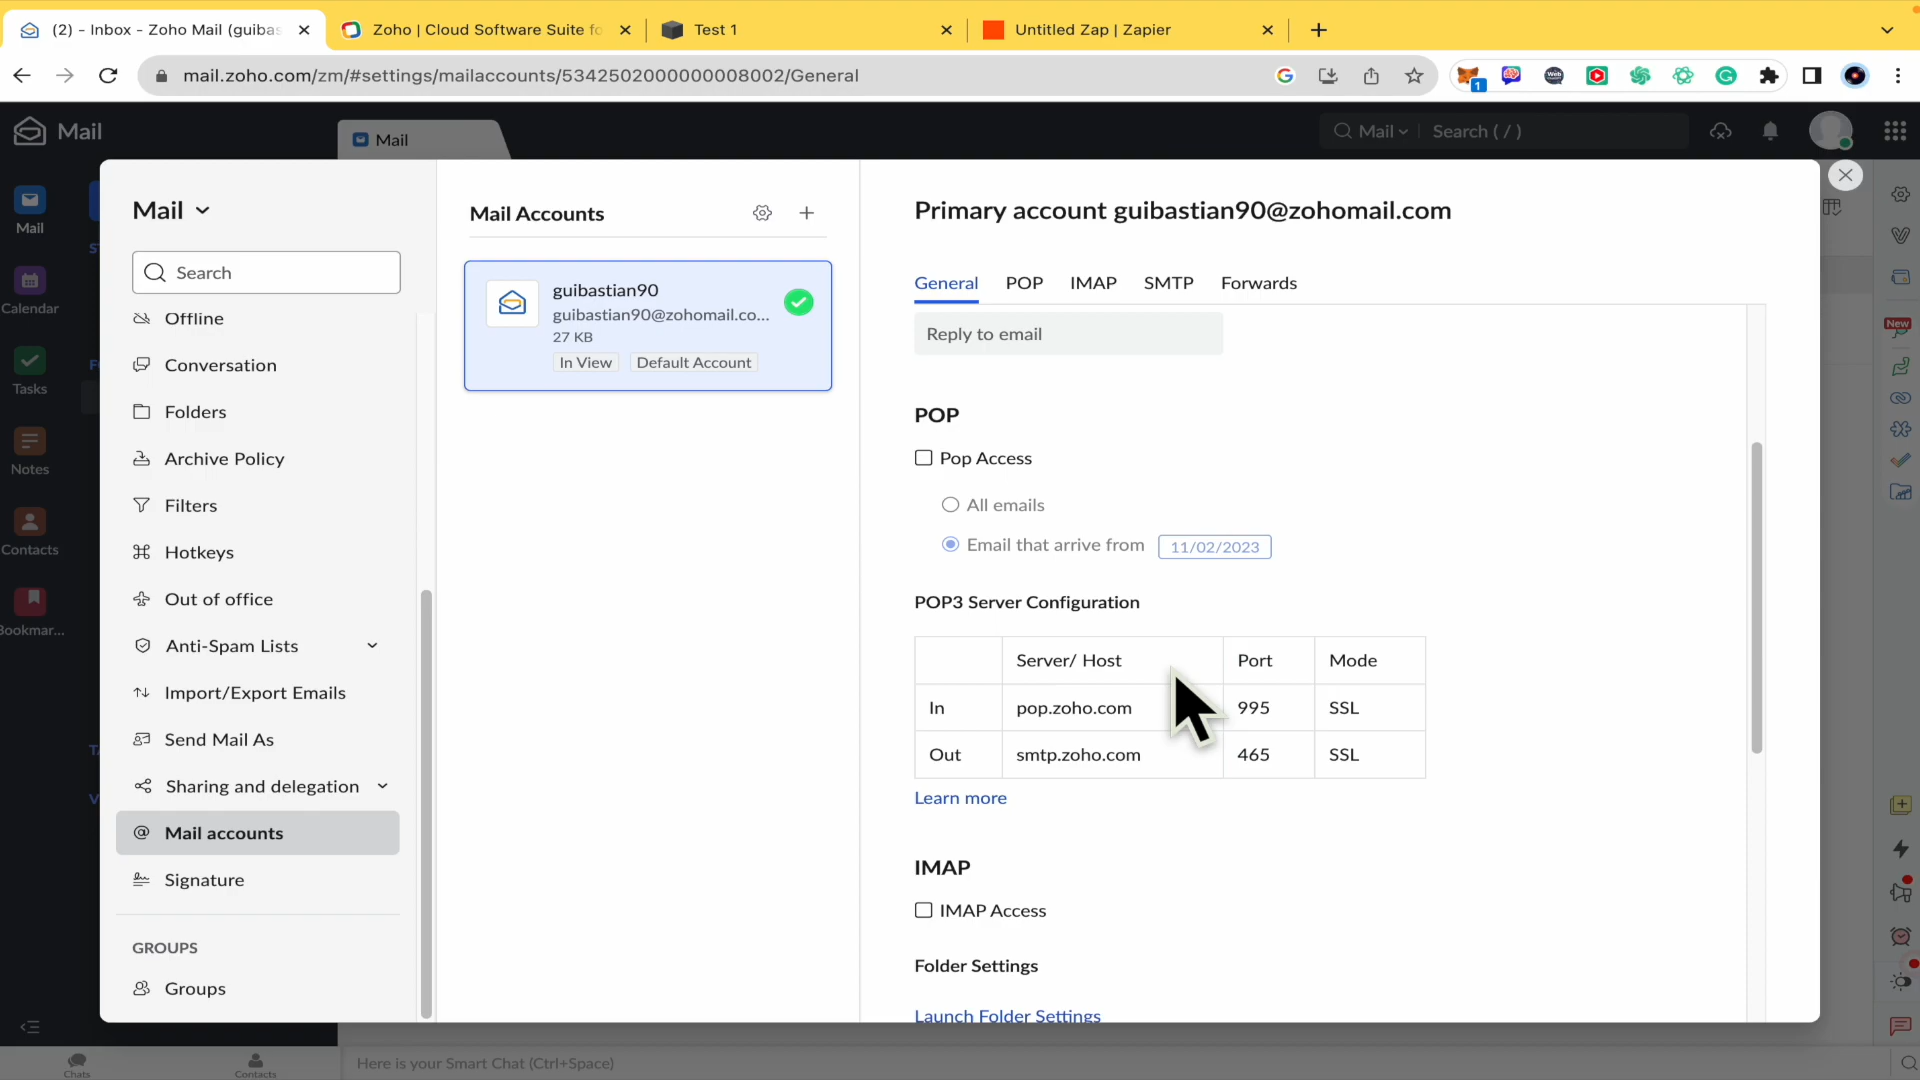 (2) - Inbox - Zoho Mail (guibas
Zoho | Cloud Software Suite fo
Test 1
Untitled Zap | Zapier
mail.zoho.com/zm/#settings/mailaccounts/5342502000000008002/General
1
Mail
Mail
Mail
Search ( / )
Mail
Calendar
Tasks
Notes
Contacts
Bookmar...
Mail
Search
Offline
Conversation
Folders
Archive Policy
Filters
Hotkeys
Out of office
Anti-Spam Lists
Import/Export Emails
Send Mail As
Sharing and delegation
Mail accounts
Signature
GROUPS
Groups
Mail Accounts
guibastian90
guibastian90@zohomail.co...
27 KB
In View
Default Account
Primary account guibastian90@zohomail.com
General
POP
IMAP
SMTP
Forwards
Reply to email
POP
Pop Access
All emails
Email that arrive from
11/02/2023
POP3 Server Configuration
Server/ Host Port Mode
In pop.zoho.com 995 SSL
Out smtp.zoho.com 465 SSL
Learn more
IMAP
IMAP Access
Folder Settings
Launch Folder Settings
New
Chats
Contacts
Here is your Smart Chat (Ctrl+Space)